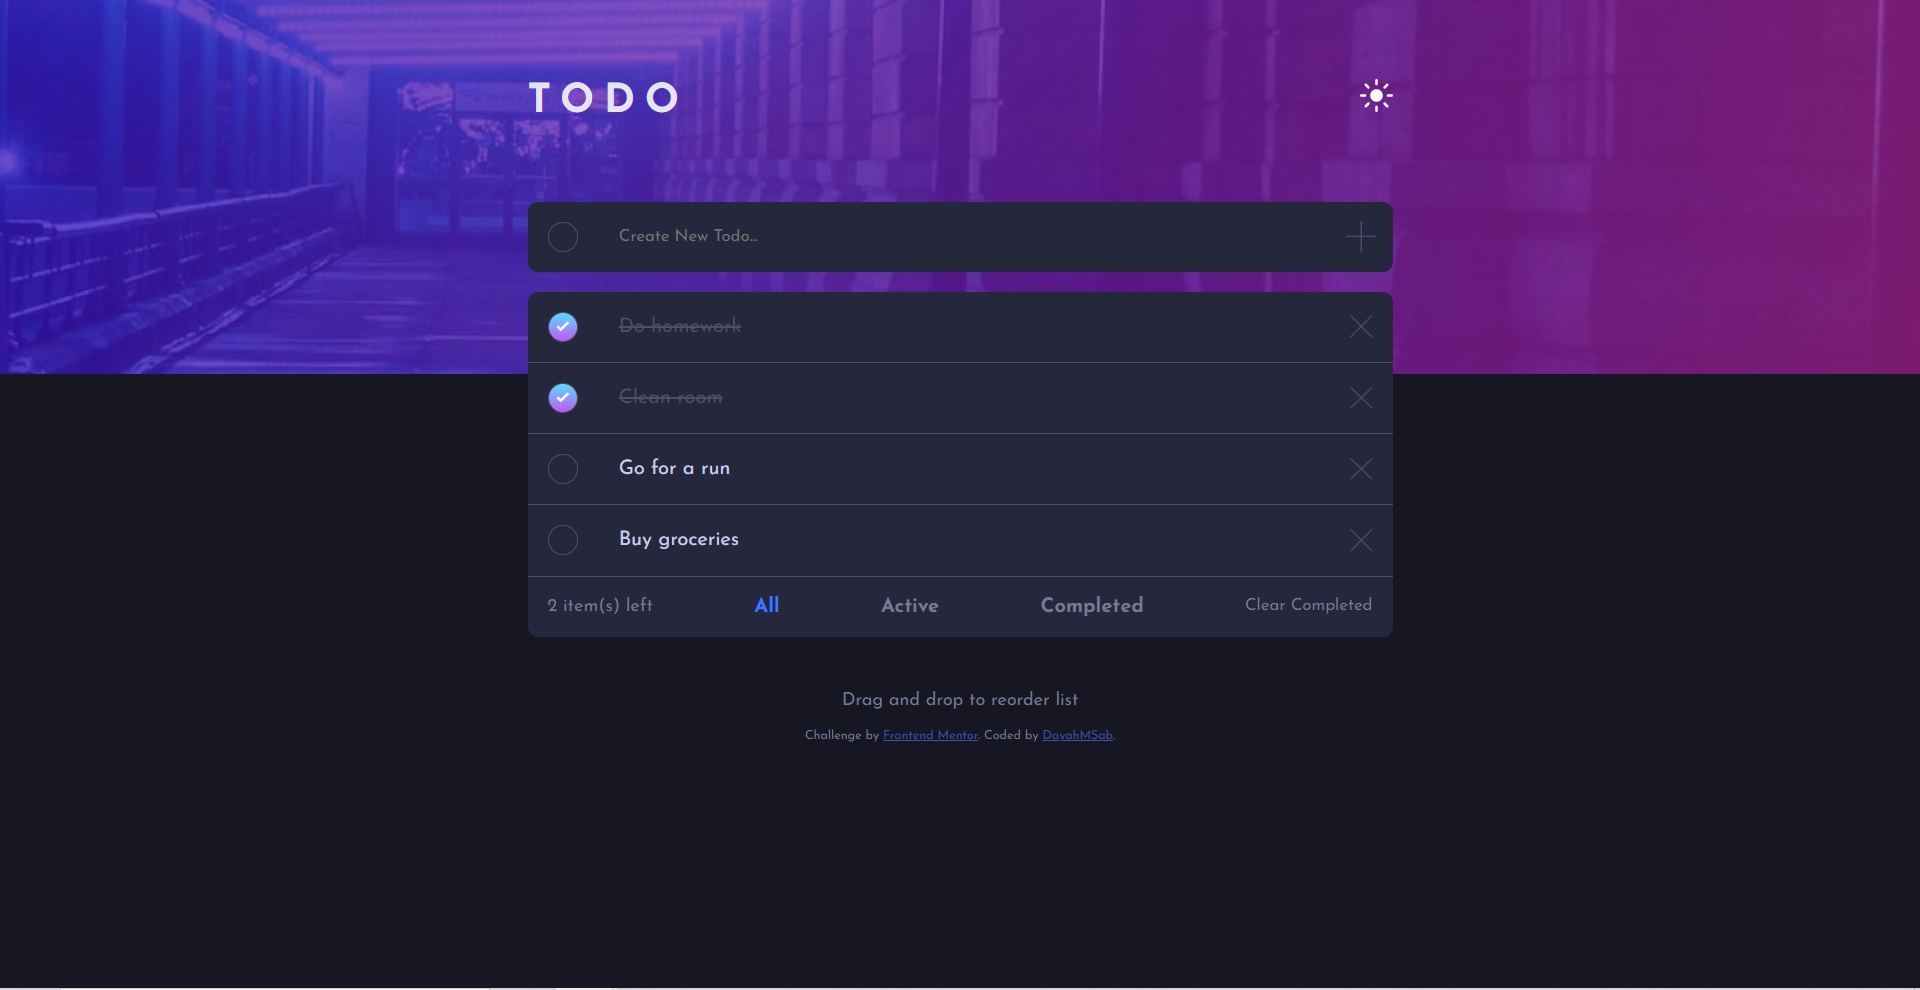 TODO
Create New Todo...
Do homework
Clean room
Go for a run
Buy groceries
2 item(s) left All Active Completed Clear Completed
Drag and drop to reorder list
Challenge by Frontend Mentor. Coded by DayahMSab.